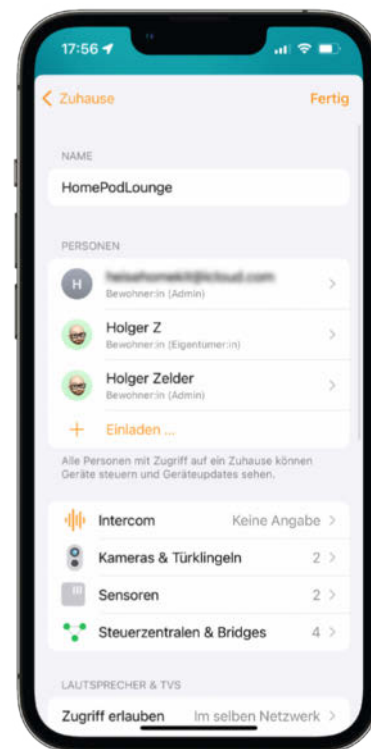 17:56
Zuhause
Fertig
NAME
HomePodLounge
PERSONEN
H
Bewohner:in (Admin)
Holger Z
Bewohner:in (Eigentümer:in)
Holger Zelder
Bewohner:in (Admin)
Einladen ...
Alle Personen mit Zugriff auf ein Zuhause können
Geräte steuern und Geräteupdates sehen.
Intercom Keine Angabe
Kameras & Türklingeln 2
Sensoren 2
Steuerzentralen & Bridges 4
LAUTSPRECHER & TVS
Zugriff erlauben Im selben Netzwerk